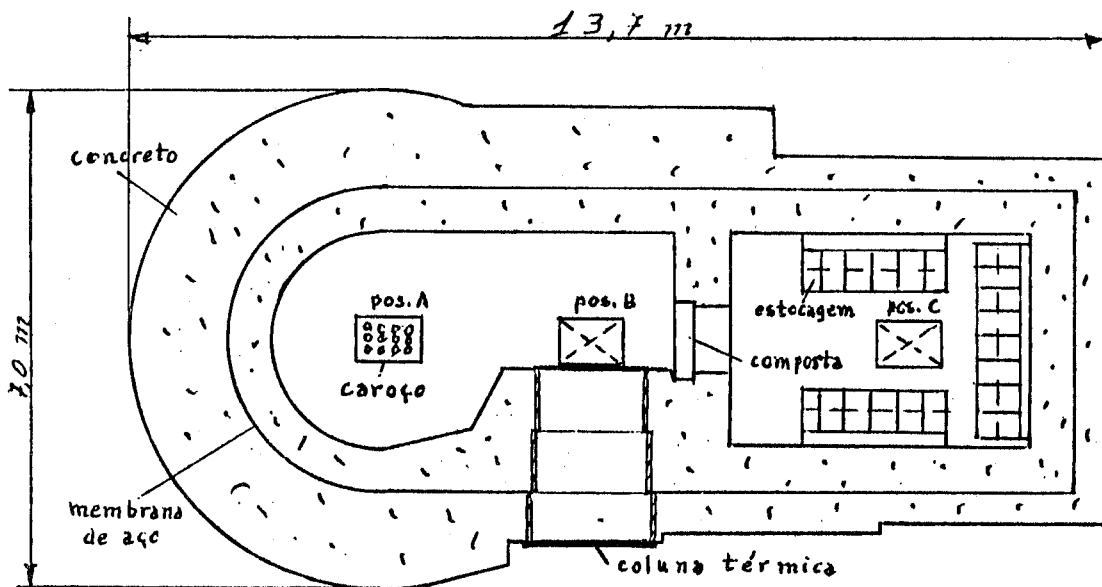 13,7 m
concreto
7,0 m
pos. A
pos. B
estocagem
pos. C
caroço
composta
membrana
de aço
coluna térmica